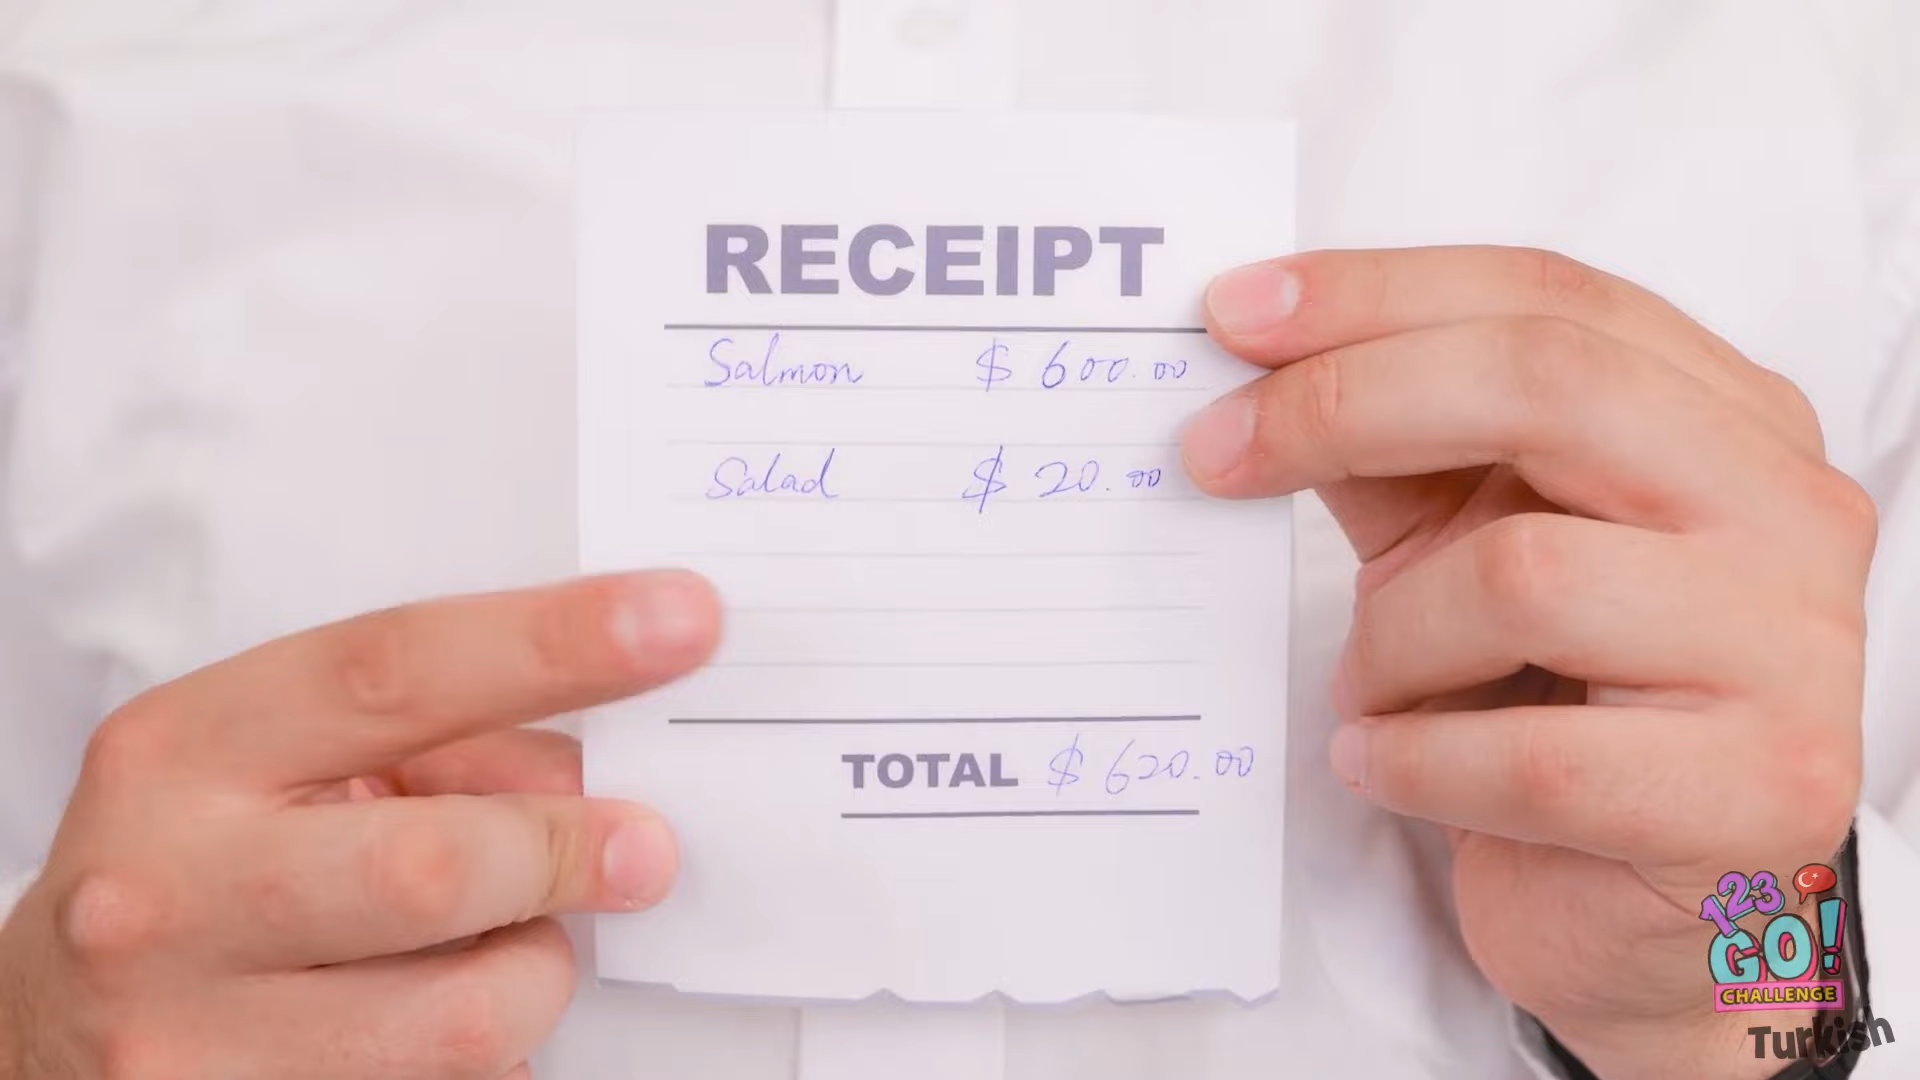 RECEIPT
Salmon $ 600.00
Salad $ 20.00
TOTAL $ 620.00
123
GO!
CHALLENGE
Turkish